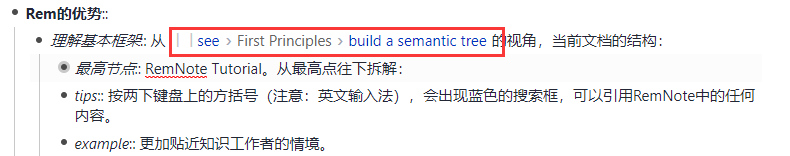 Rem的优势::
理解基本框架:: 从 see > First Principles > build a semantic tree 的视角，当前文档的结构：
最高节点:: RemNote Tutorial。从最高点往下拆解：
tips:: 按两下键盘上的方括号（注意：英文输入法），会出现蓝色的搜索框，可以引用RemNote中的任何
内容。
example:: 更加贴近知识工作者的情境。